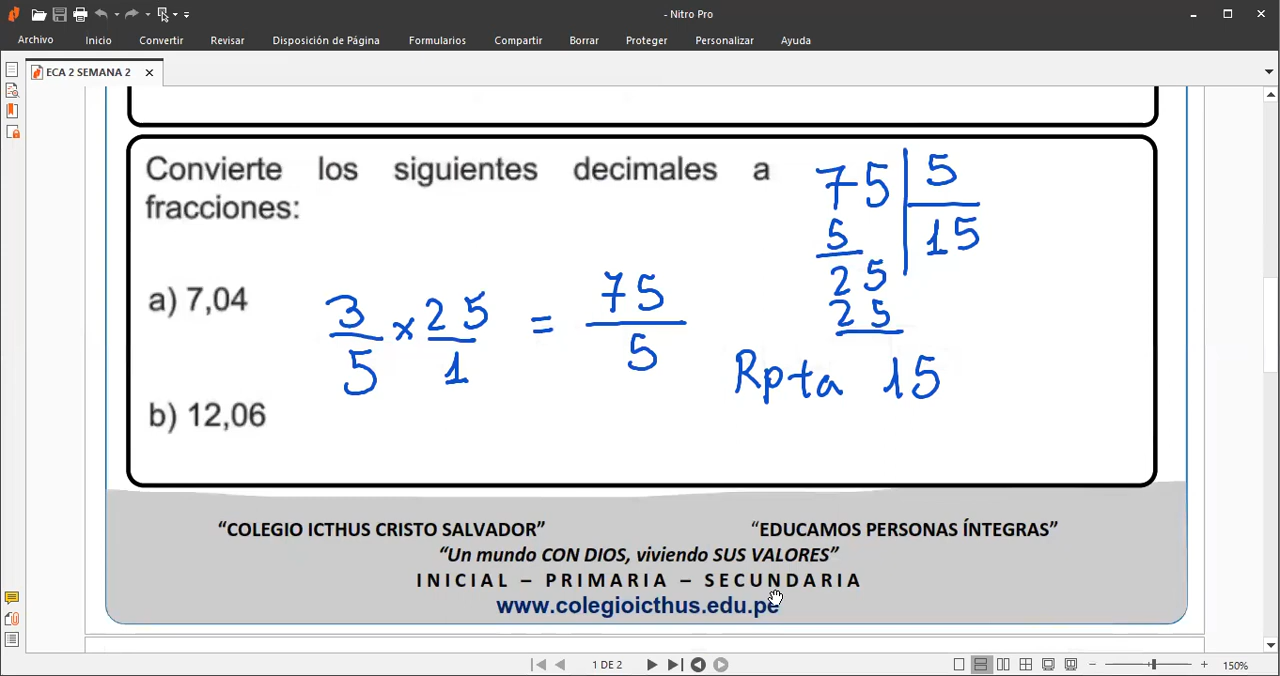 - Nitro Pro
Archivo Inicio Convertir Revisar Disposición de Página Formularios Compartir Borrar Proteger Personalizar Ayuda
ECA 2 SEMANA 2
Convierte los siguientes decimales a
fracciones:
a) 7,04
b) 12,06
3/5 x 25/1 = 75/5
75 | 5
5 15
25
25
Rpta 15
“COLEGIO ICTHUS CRISTO SALVADOR” “EDUCAMOS PERSONAS ÍNTEGRAS”
“Un mundo CON DIOS, viviendo SUS VALORES”
INICIAL – PRIMARIA – SECUNDARIA
www.colegioicthus.edu.pe
1 DE 2 150%